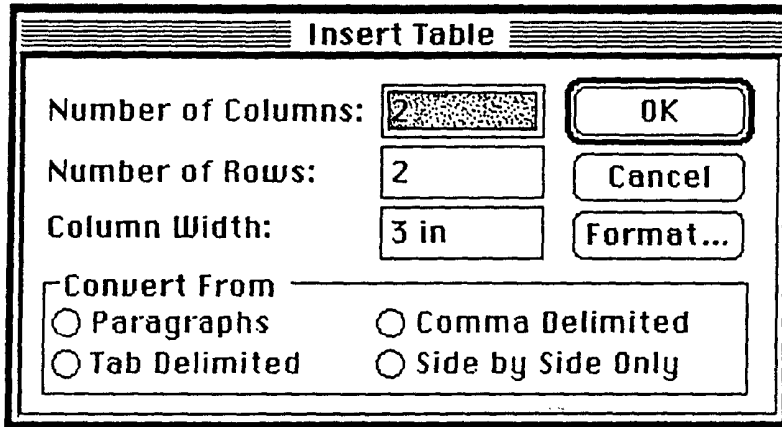 Insert Table
Number of Columns: 2 OK
Number of Rows: 2 Cancel
Column Width: 3 in Format...
Convert From
Paragraphs Comma Delimited
Tab Delimited Side by Side Only